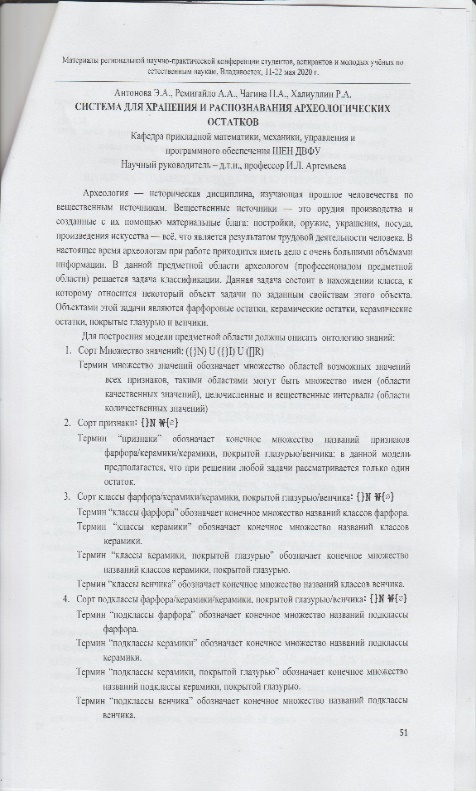 Материалы региональной научно-практической конференции студентов, аспирантов и молодых учёных по
естественным наукам, Владивосток, 11-22 мая 2020 г.
Антонова Э.А., Ремигайло А.А., Чагина П.А., Халиуллин Р.А.
СИСТЕМА ДЛЯ ХРАНЕНИЯ И РАСПОЗНАВАНИЯ АРХЕОЛОГИЧЕСКИХ
ОСТАТКОВ
Кафедра прикладной математики, механики, управления и
программного обеспечения ШЕН ДВФУ
Научный руководитель – д.т.н., профессор И.Л. Артемьева
Археология — историческая дисциплина, изучающая прошлое человечества по
вещественным источникам. Вещественные источники — это орудия производства и
созданные с их помощью материальные блага: постройки, оружие, украшения, посуда,
произведения искусства — всё, что является результатом трудовой деятельности человека. В
настоящее время археологам при работе приходится иметь дело с очень большими объёмами
информации. В данной предметной области археологом (профессионалом предметной
области) решается задача классификации. Данная задача состоит в нахождении класса, к
которому относится некоторый объект задачи по заданным свойствам этого объекта.
Объектами этой задачи являются фарфоровые остатки, керамические остатки, керамические
остатки, покрытые глазурью и венчики.
Для построения модели предметной области должны описать онтологию знаний:
1. Сорт Множество значений: ({}N) U ({}I) U ([]R)
Термин множество значений обозначает множество областей возможных значений
всех признаков, такими областями могут быть множество имен (области
качественных значений), целочисленные и вещественные интервалы (области
количественных значений)
2. Сорт признаки: {}N \{∅}
Термин "признаки" обозначает конечное множество названий признаков
фарфора/керамики/керамики, покрытой глазурью/венчика: в данной модели
предполагается, что при решении любой задачи рассматривается только один
остаток.
3. Сорт классы фарфора/керамики/керамики, покрытой глазурью/венчика: {}N \{∅}
Термин "классы фарфора" обозначает конечное множество названий классов фарфора.
Термин "классы керамики" обозначает конечное множество названий классов
керамики.
Термин "классы керамики, покрытой глазурью" обозначает конечное множество
названий классов керамики, покрытой глазурью.
Термин "классы венчика" обозначает конечное множество названий классов венчика.
4. Сорт подклассы фарфора/керамики/керамики, покрытой глазурью/венчика: {}N \{∅}
Термин "подклассы фарфора" обозначает конечное множество названий подклассы
фарфора.
Термин "подклассы керамики" обозначает конечное множество названий подклассы
керамики.
Термин "подклассы керамики, покрытой глазурью" обозначает конечное множество
названий подклассы керамики, покрытой глазурью.
Термин "подклассы венчика" обозначает конечное множество названий подклассы
венчика.
51